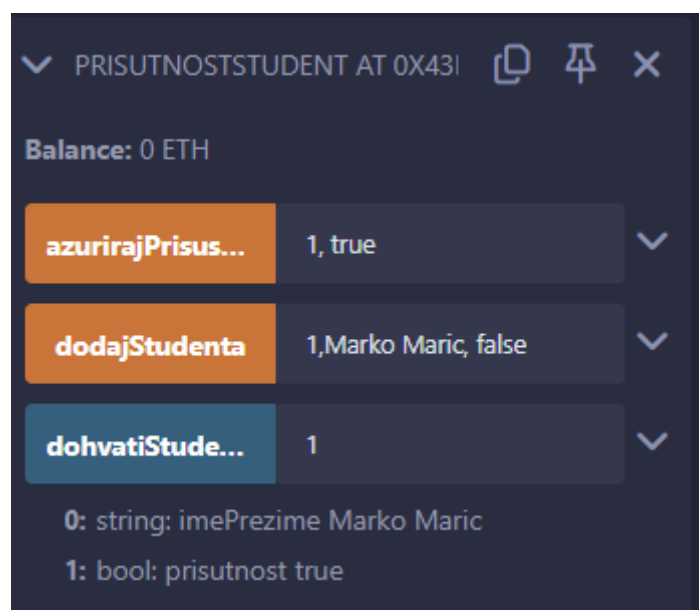 PRISUTNOSTSTUDENT AT 0X43
Balance: 0 ETH
azurirajPrisus... 1, true
dodajStudenta 1,Marko Maric, false
dohvatiStude... 1
0: string: imePrezime Marko Maric
1: bool: prisutnost true